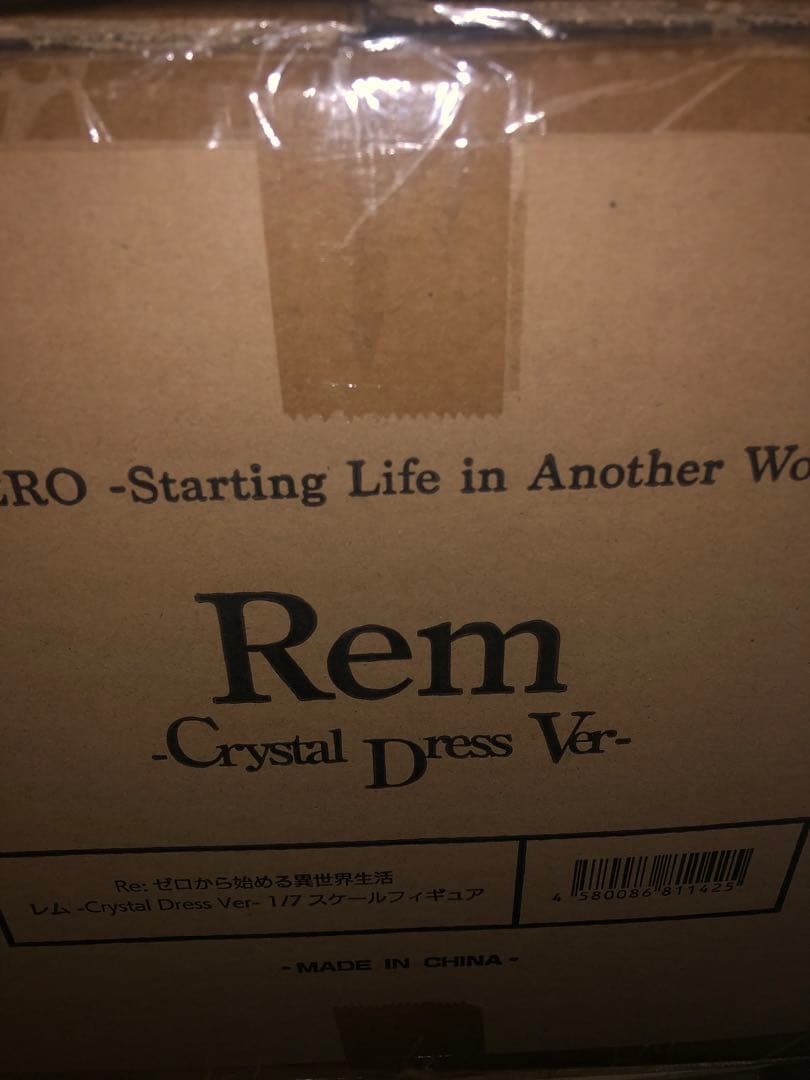 RO -Starting Life in Another Wo
Rem
-Crystal Dress Ver-
Re: ゼロから始める異世界生活
レム -Crystal Dress Ver- 1/7 スケールフィギュア
4 580086 811425
- MADE IN CHINA -